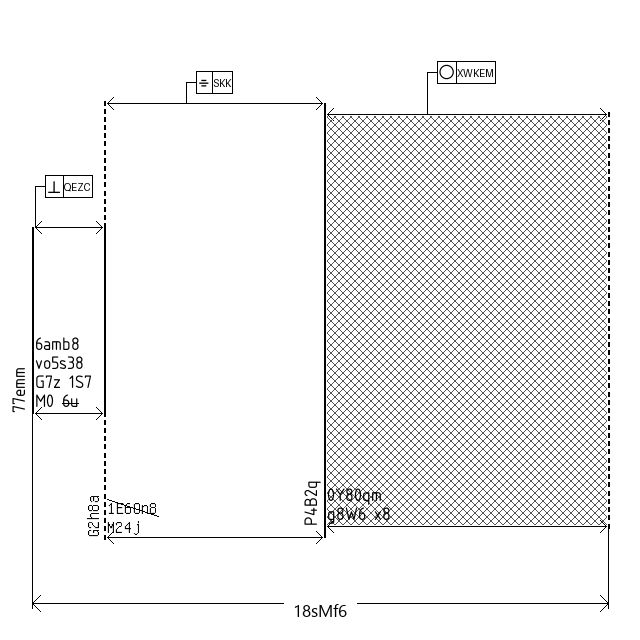 XWKEM
SKK
QEZC
6amb8
vo5s38
G7z 1S7
M0 6u
77emm
G2h8a
1E60n8
M24j
P4B2q
0Y80qm
g8W6 x8
18sMf6